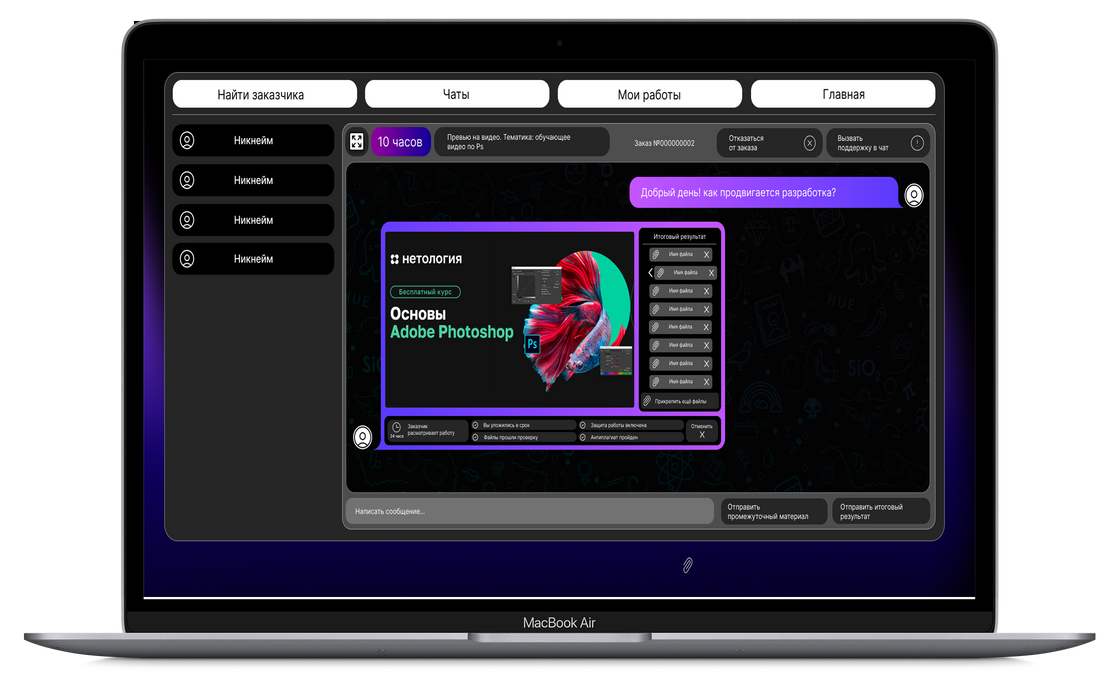 Найти заказчика
Чаты
Мои работы
Главная
Никнейм
Никнейм
Никнейм
Никнейм
10 часов
Превью на видео. Тематика: обучающее
видео по Ps
Заказ №000000002
Отказаться
от заказа
X
Вызвать
поддержку в чат
!
Добрый день! как продвигается разработка?
нетология
Бесплатный курс
Основы
Adobe Photoshop
Ps
Итоговый результат
Имя файла X
Имя файла X
Имя файла X
Имя файла X
Имя файла X
Имя файла X
Имя файла X
Имя файла X
Прикрепить ещё файлы
24 часа
Заказчик
расматривает работу
Вы уложились в срок
Файлы прошли проверку
Защита работы включена
Антиплагиат пройден
Отменить
X
HUE
HUE
SiO₂
Написать сообщение...
Отправить
промежуточный материал
Отправить итоговый
результат
MacBook Air